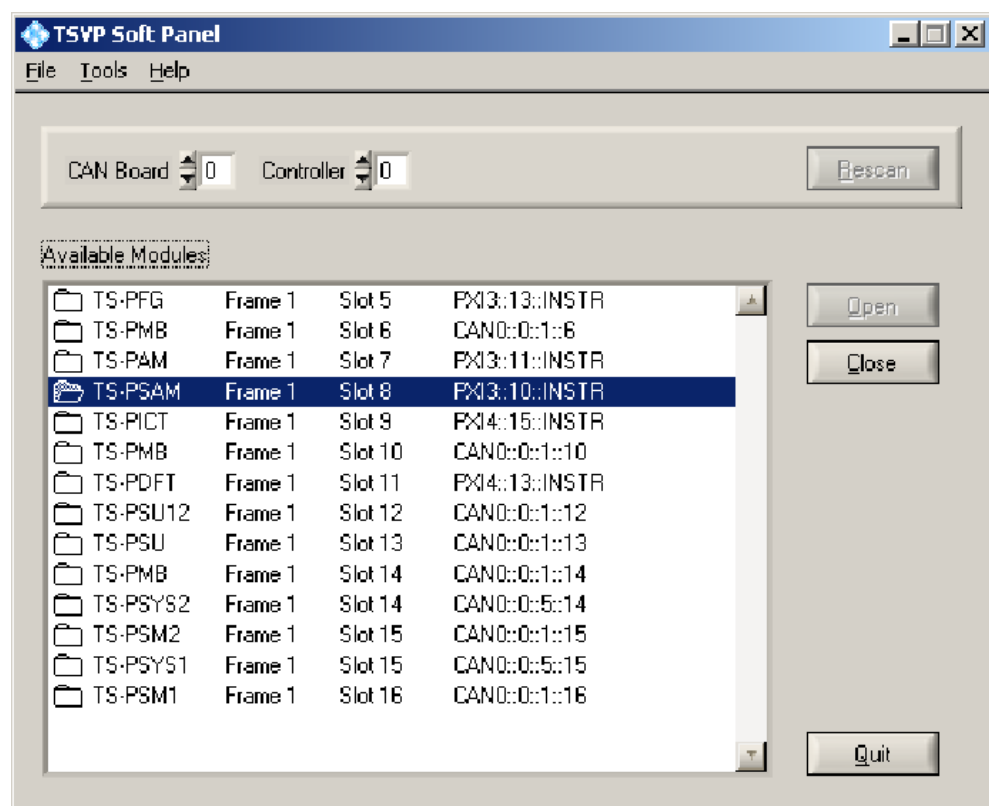 TSVP Soft Panel
File Tools Help
CAN Board 0 Controller 0 Rescan
Available Modules
TS-PFG Frame 1 Slot 5 PXI3::13::INSTR
TS-PMB Frame 1 Slot 6 CAN0::0::1::6
TS-PAM Frame 1 Slot 7 PXI3::11::INSTR
TS-PSAM Frame 1 Slot 8 PXI3::10::INSTR
TS-PICT Frame 1 Slot 9 PXI4::15::INSTR
TS-PMB Frame 1 Slot 10 CAN0::0::1::10
TS-PDFT Frame 1 Slot 11 PXI4::13::INSTR
TS-PSU12 Frame 1 Slot 12 CAN0::0::1::12
TS-PSU Frame 1 Slot 13 CAN0::0::1::13
TS-PMB Frame 1 Slot 14 CAN0::0::1::14
TS-PSYS2 Frame 1 Slot 14 CAN0::0::5::14
TS-PSM2 Frame 1 Slot 15 CAN0::0::1::15
TS-PSYS1 Frame 1 Slot 15 CAN0::0::5::15
TS-PSM1 Frame 1 Slot 16 CAN0::0::1::16
Open
Close
Quit